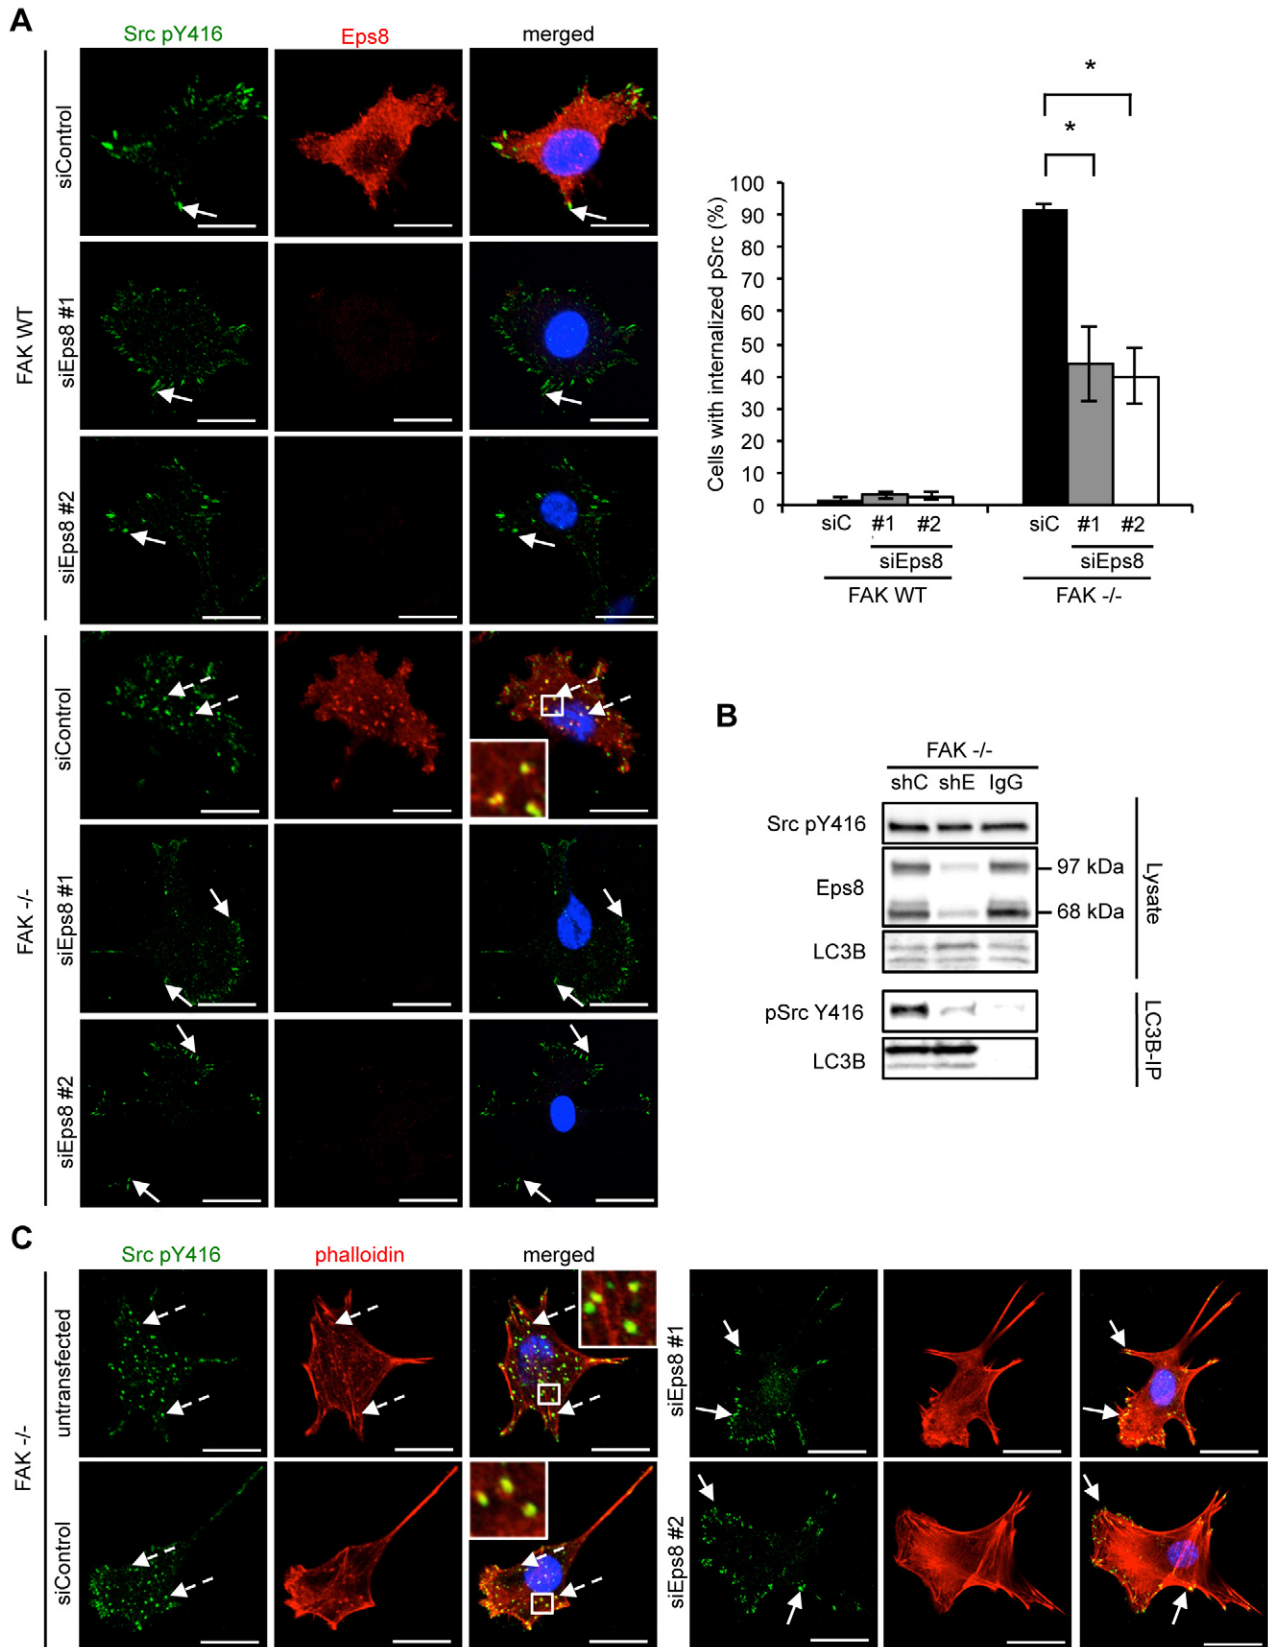 A
Src pY416 Eps8 merged
FAK WT
siControl
siEps8 #1
siEps8 #2
FAK -/-
siControl
siEps8 #1
siEps8 #2
*
*
Cells with internalized pSrc (%)
100
90
80
70
60
50
40
30
20
10
0
siC #1 #2 siC #1 #2
siEps8 siEps8
FAK WT FAK -/-
B
FAK -/-
shC shE IgG
Src pY416
Eps8
97 kDa
68 kDa
LC3B
Lysate
pSrc Y416
LC3B
LC3B-IP
C
Src pY416 phalloidin merged
FAK -/-
untransfected
siControl
siEps8 #1
siEps8 #2